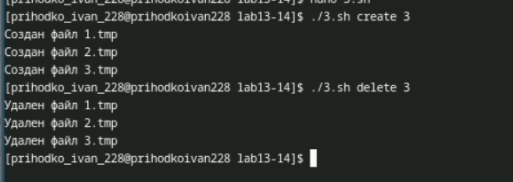 [prihodko_ivan_228@prihodkoivan228 lab13-14]$ nano 3.sh
[prihodko_ivan_228@prihodkoivan228 lab13-14]$ ./3.sh create 3
Создан файл 1.tmp
Создан файл 2.tmp
Создан файл 3.tmp
[prihodko_ivan_228@prihodkoivan228 lab13-14]$ ./3.sh delete 3
Удален файл 1.tmp
Удален файл 2.tmp
Удален файл 3.tmp
[prihodko_ivan_228@prihodkoivan228 lab13-14]$